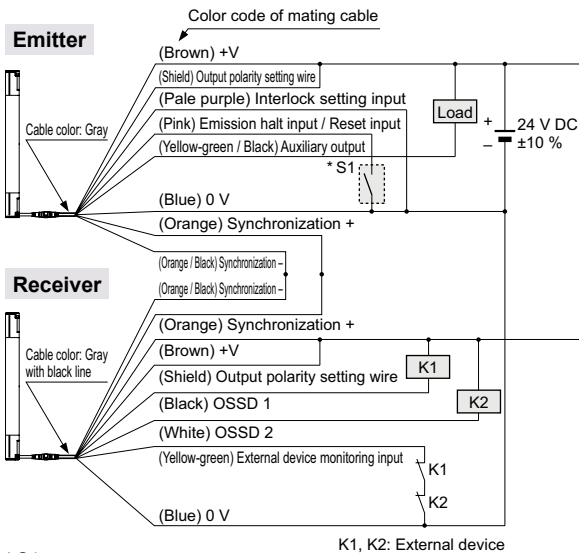 Color code of mating cable
Emitter
(Brown) +V
(Shield) Output polarity setting wire
(Pale purple) Interlock setting input
(Pink) Emission halt input / Reset input
Cable color: Gray
(Yellow-green / Black) Auxiliary output
Load
+
–
24 V DC
±10 %
* S1
(Blue) 0 V
(Orange) Synchronization +
(Orange / Black) Synchronization –
(Orange / Black) Synchronization –
Receiver
(Orange) Synchronization +
(Brown) +V
Cable color: Gray
with black line
(Shield) Output polarity setting wire
K1
(Black) OSSD 1
K2
(White) OSSD 2
(Yellow-green) External device monitoring input
K1
K2
(Blue) 0 V
K1, K2: External device